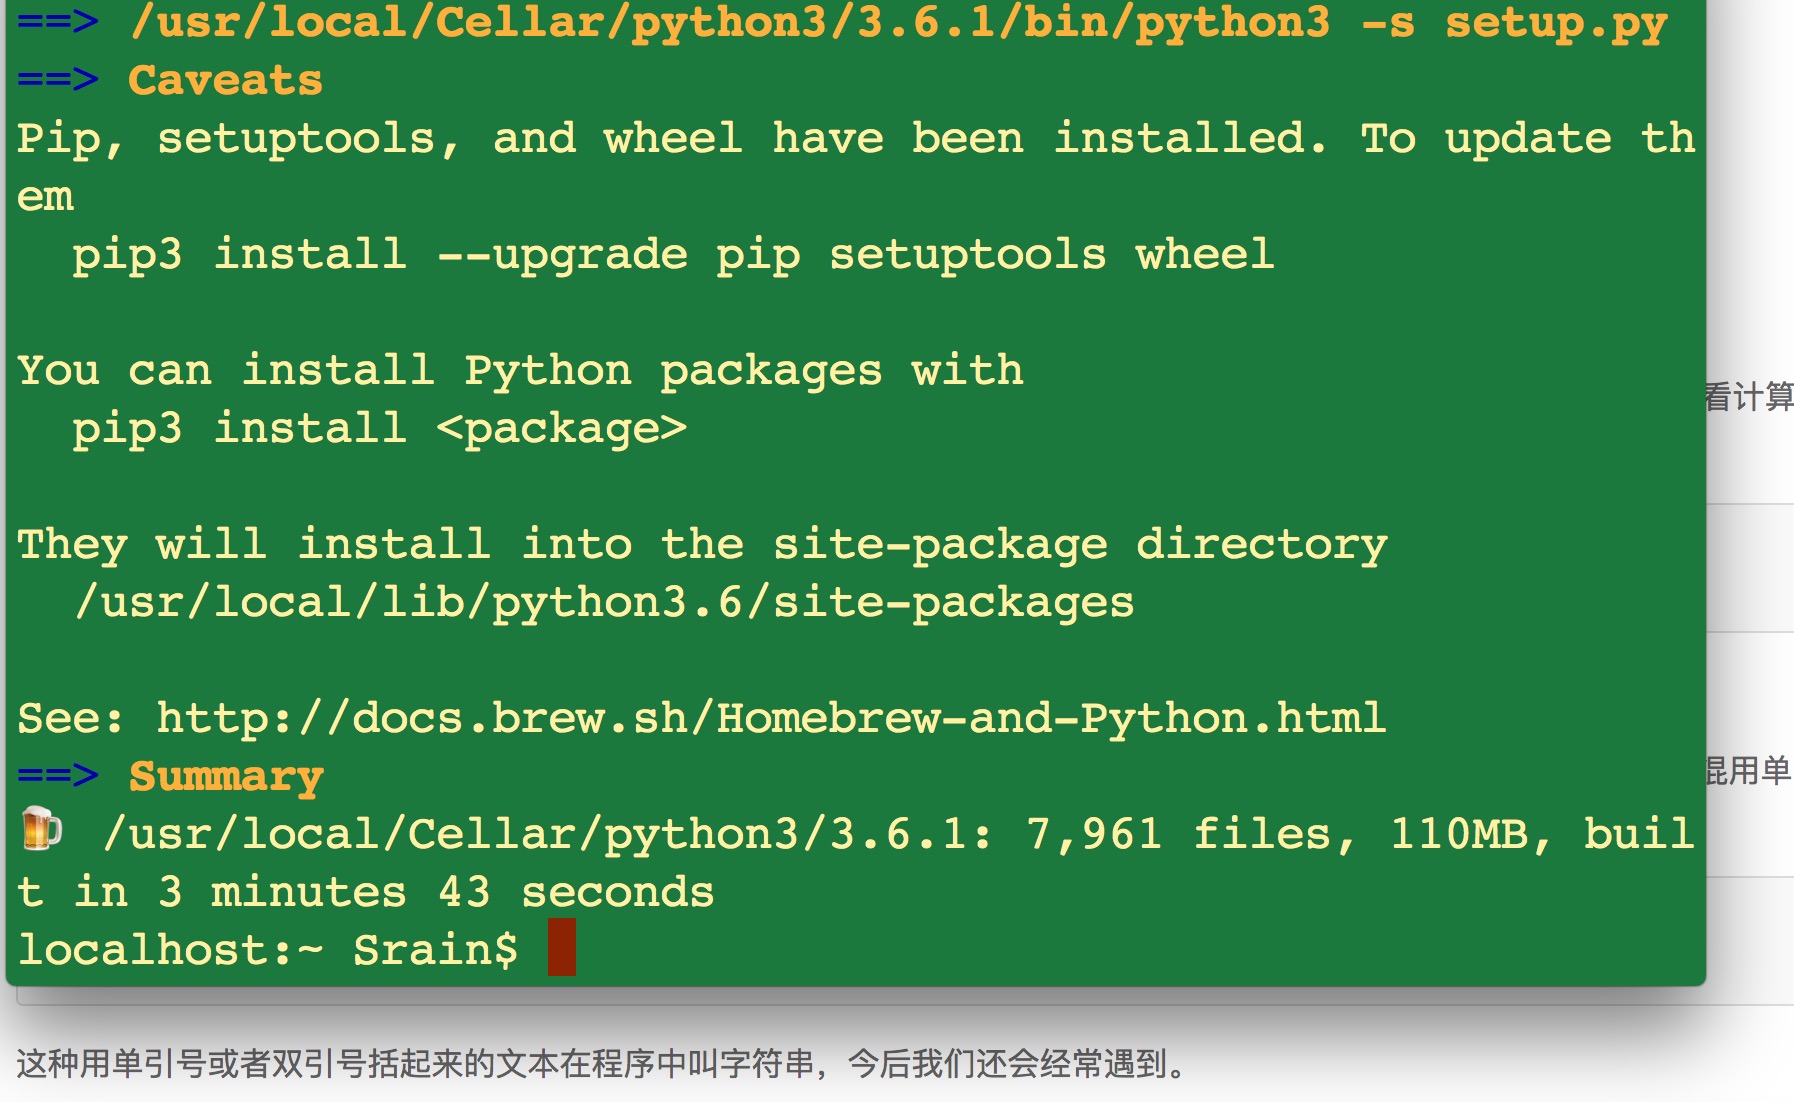 ==> /usr/local/Cellar/python3/3.6.1/bin/python3 -s setup.py
==> Caveats
Pip, setuptools, and wheel have been installed. To update th
em
  pip3 install --upgrade pip setuptools wheel
You can install Python packages with
  pip3 install <package>
看计算
They will install into the site-package directory
  /usr/local/lib/python3.6/site-packages
See: http://docs.brew.sh/Homebrew-and-Python.html
==> Summary
混用单
🍺 /usr/local/Cellar/python3/3.6.1: 7,961 files, 110MB, buil
t in 3 minutes 43 seconds
localhost:~ Srain$
这种用单引号或者双引号括起来的文本在程序中叫字符串，今后我们还会经常遇到。